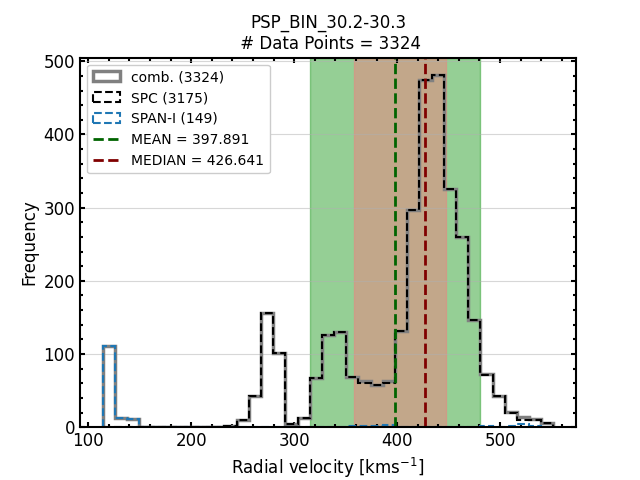 PSP_BIN_30.2-30.3
# Data Points = 3324
comb. (3324)
SPC (3175)
SPAN-I (149)
MEAN = 397.891
MEDIAN = 426.641
Frequency
500
400
300
200
100
0
100 200 300 400 500
Radial velocity [kms⁻¹]